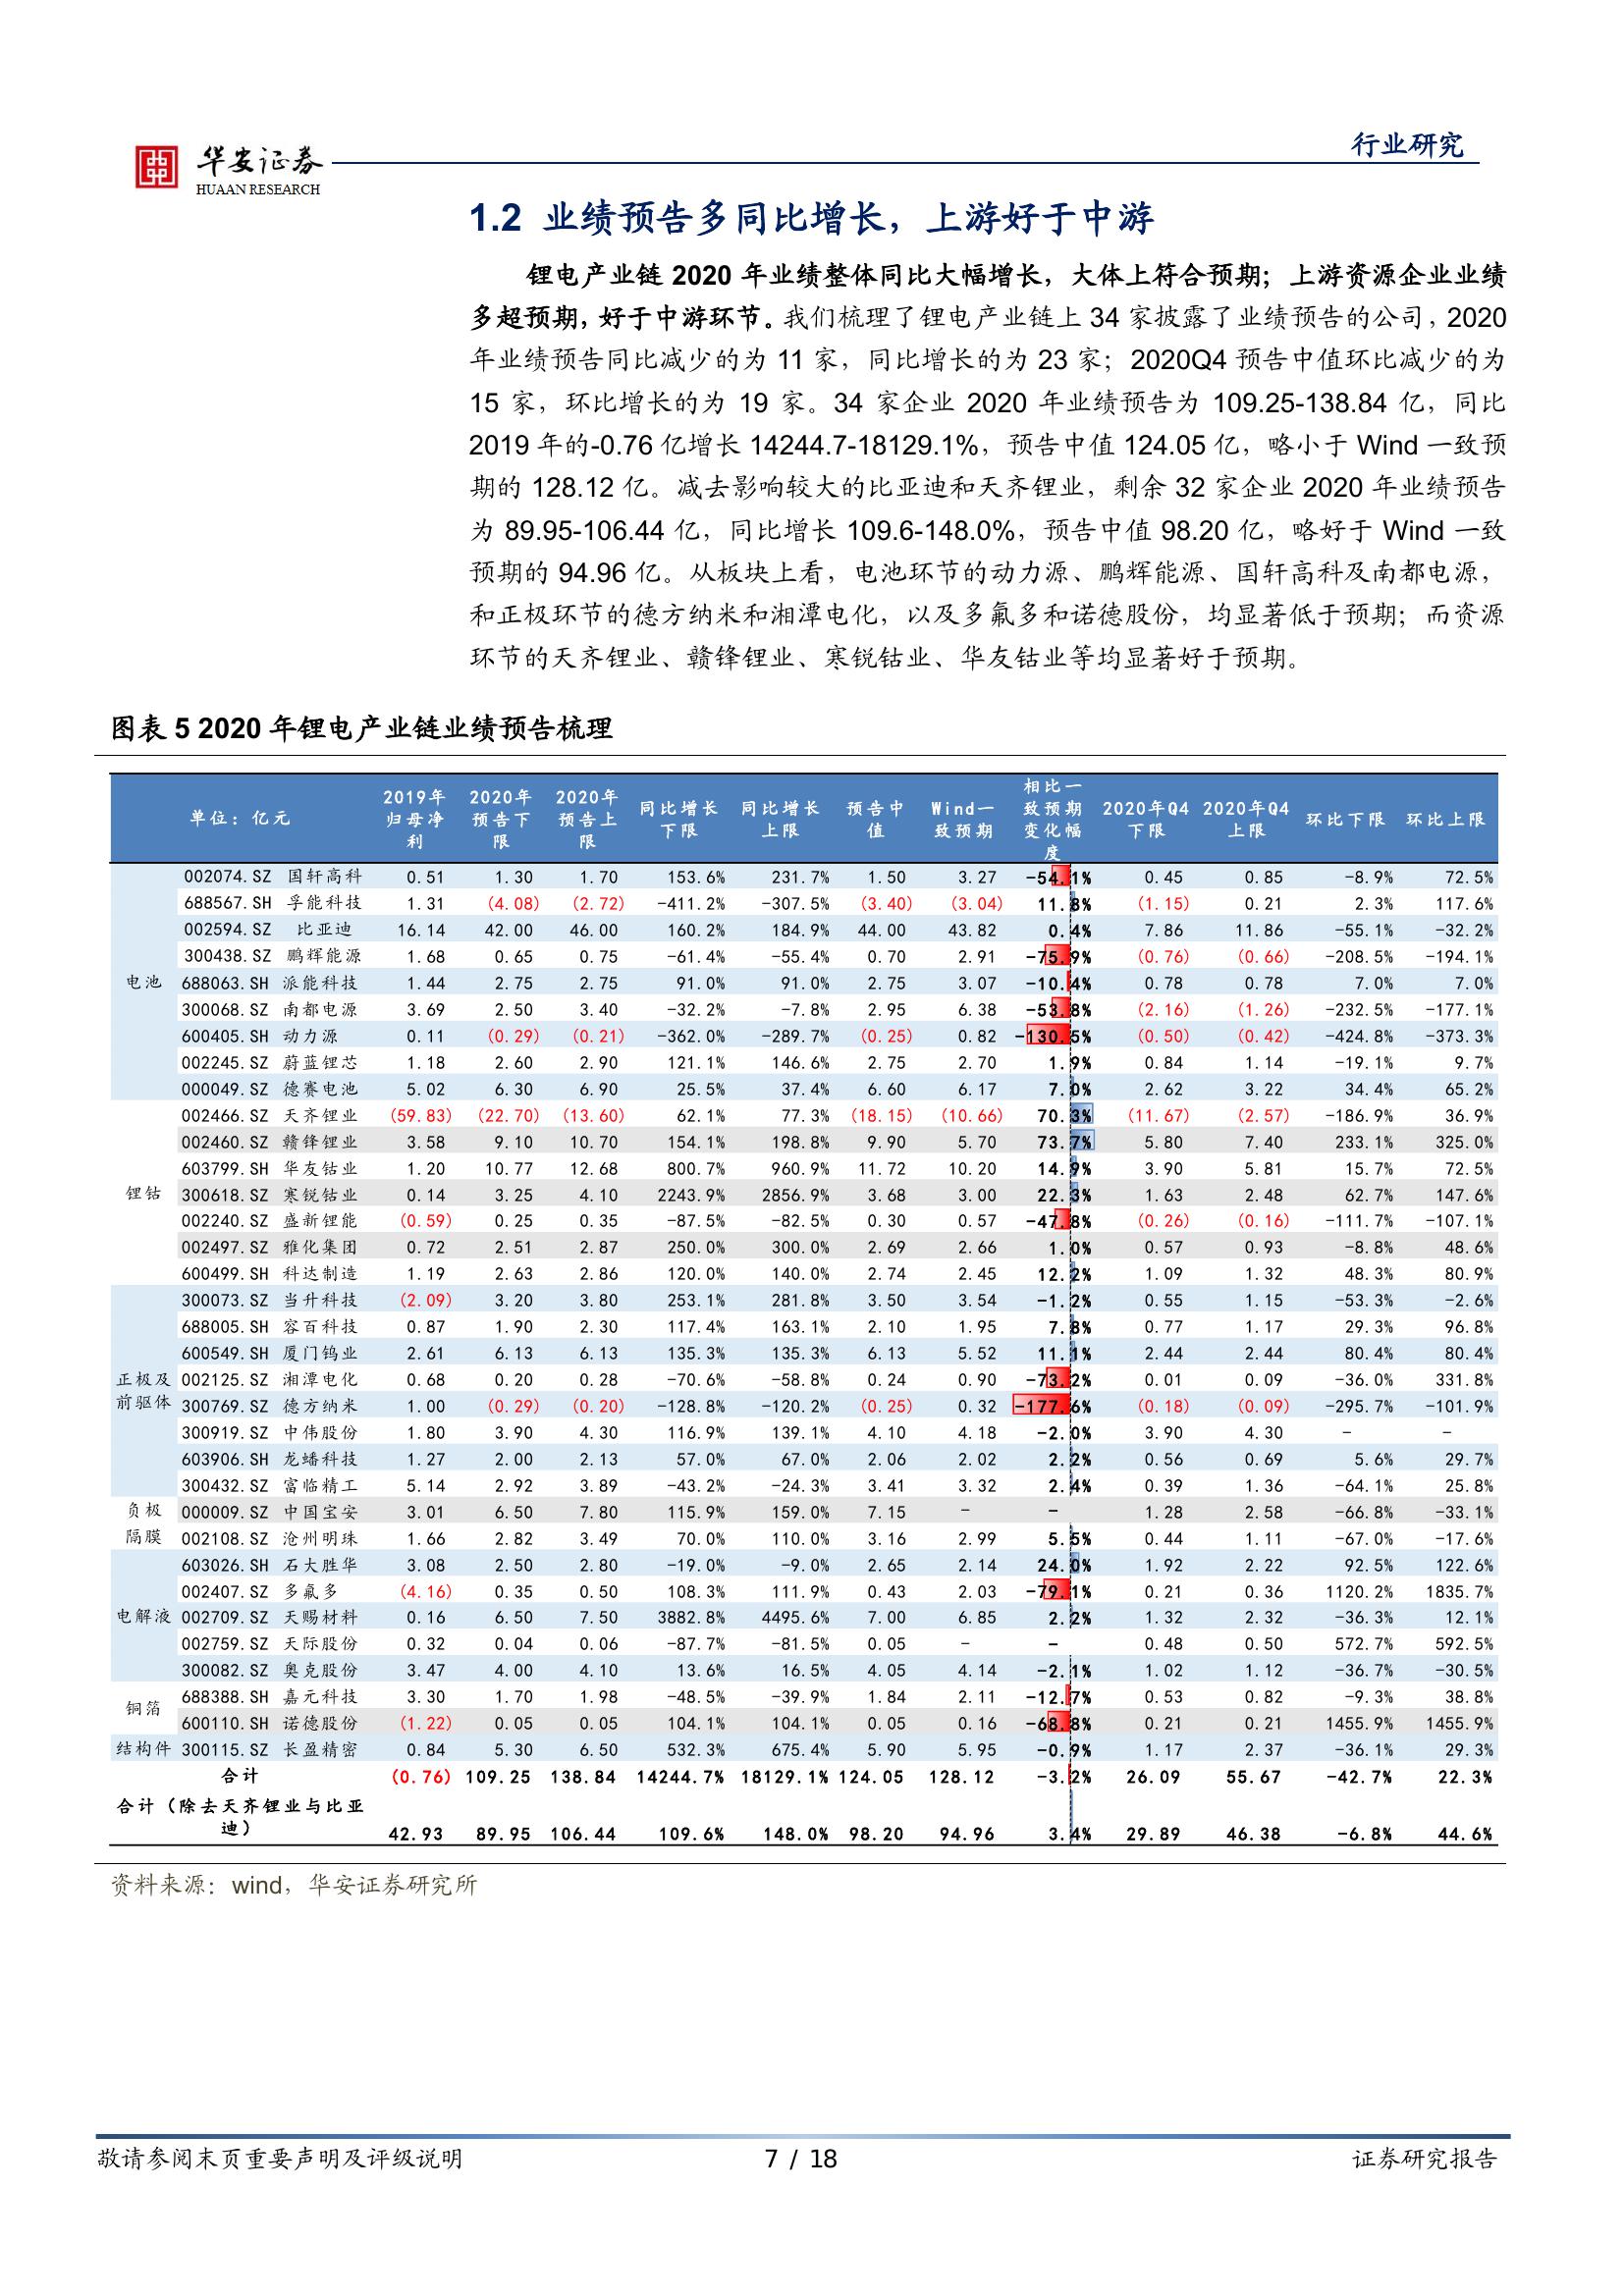 华安证券
HUAAN RESEARCH
行业研究
1.2 业绩预告多同比增长，上游好于中游
锂电产业链 2020 年业绩整体同比大幅增长，大体上符合预期；上游资源企业业绩
多超预期，好于中游环节。我们梳理了锂电产业链上 34 家披露了业绩预告的公司，2020
年业绩预告同比减少的为 11 家，同比增长的为 23 家；2020Q4 预告中值环比减少的为
15 家，环比增长的为 19 家。34 家企业 2020 年业绩预告为 109.25-138.84 亿，同比
2019 年的-0.76 亿增长 14244.7-18129.1%，预告中值 124.05 亿，略小于 Wind 一致预
期的 128.12 亿。减去影响较大的比亚迪和天齐锂业，剩余 32 家企业 2020 年业绩预告
为 89.95-106.44 亿，同比增长 109.6-148.0%，预告中值 98.20 亿，略好于 Wind 一致
预期的 94.96 亿。从板块上看，电池环节的动力源、鹏辉能源、国轩高科及南都电源，
和正极环节的德方纳米和湘潭电化，以及多氟多和诺德股份，均显著低于预期；而资源
环节的天齐锂业、赣锋锂业、寒锐钴业、华友钴业等均显著好于预期。
图表 5 2020 年锂电产业链业绩预告梳理
单位：亿元 2019年归母净利 2020年预告下限 2020年预告上限 同比增长下限 同比增长上限 预告中值 Wind一致预期 相比一致预期变化幅度 2020年Q4下限 2020年Q4上限 环比下限 环比上限
电池
002074.SZ 国轩高科 0.51 1.30 1.70 153.6% 231.7% 1.50 3.27 -54.1% 0.45 0.85 -8.9% 72.5%
688567.SH 孚能科技 1.31 (4.08) (2.72) -411.2% -307.5% (3.40) (3.04) 11.8% (1.15) 0.21 2.3% 117.6%
002594.SZ 比亚迪 16.14 42.00 46.00 160.2% 184.9% 44.00 43.82 0.4% 7.86 11.86 -55.1% -32.2%
300438.SZ 鹏辉能源 1.68 0.65 0.75 -61.4% -55.4% 0.70 2.91 -75.9% (0.76) (0.66) -208.5% -194.1%
688063.SH 派能科技 1.44 2.75 2.75 91.0% 91.0% 2.75 3.07 -10.4% 0.78 0.78 7.0% 7.0%
300068.SZ 南都电源 3.69 2.50 3.40 -32.2% -7.8% 2.95 6.38 -53.8% (2.16) (1.26) -232.5% -177.1%
600405.SH 动力源 0.11 (0.29) (0.21) -362.0% -289.7% (0.25) 0.82 -130.5% (0.50) (0.42) -424.8% -373.3%
002245.SZ 蔚蓝锂芯 1.18 2.60 2.90 121.1% 146.6% 2.75 2.70 1.9% 0.84 1.14 -19.1% 9.7%
000049.SZ 德赛电池 5.02 6.30 6.90 25.5% 37.4% 6.60 6.17 7.0% 2.62 3.22 34.4% 65.2%
锂钴
002466.SZ 天齐锂业 (59.83) (22.70) (13.60) 62.1% 77.3% (18.15) (10.66) 70.3% (11.67) (2.57) -186.9% 36.9%
002460.SZ 赣锋锂业 3.58 9.10 10.70 154.1% 198.8% 9.90 5.70 73.7% 5.80 7.40 233.1% 325.0%
603799.SH 华友钴业 1.20 10.77 12.68 800.7% 960.9% 11.72 10.20 14.9% 3.90 5.81 15.7% 72.5%
300618.SZ 寒锐钴业 0.14 3.25 4.10 2243.9% 2856.9% 3.68 3.00 22.3% 1.63 2.48 62.7% 147.6%
002240.SZ 盛新锂能 (0.59) 0.25 0.35 -87.5% -82.5% 0.30 0.57 -47.8% (0.26) (0.16) -111.7% -107.1%
002497.SZ 雅化集团 0.72 2.51 2.87 250.0% 300.0% 2.69 2.66 1.0% 0.57 0.93 -8.8% 48.6%
600499.SH 科达制造 1.19 2.63 2.86 120.0% 140.0% 2.74 2.45 12.2% 1.09 1.32 48.3% 80.9%
正极及前驱体
300073.SZ 当升科技 (2.09) 3.20 3.80 253.1% 281.8% 3.50 3.54 -1.2% 0.55 1.15 -53.3% -2.6%
688005.SH 容百科技 0.87 1.90 2.30 117.4% 163.1% 2.10 1.95 7.8% 0.77 1.17 29.3% 96.8%
600549.SH 厦门钨业 2.61 6.13 6.13 135.3% 135.3% 6.13 5.52 11.1% 2.44 2.44 80.4% 80.4%
002125.SZ 湘潭电化 0.68 0.20 0.28 -70.6% -58.8% 0.24 0.90 -73.2% 0.01 0.09 -36.0% 331.8%
300769.SZ 德方纳米 1.00 (0.29) (0.20) -128.8% -120.2% (0.25) 0.32 -177.6% (0.18) (0.09) -295.7% -101.9%
300919.SZ 中伟股份 1.80 3.90 4.30 116.9% 139.1% 4.10 4.18 -2.0% 3.90 4.30 - -
603906.SH 龙蟠科技 1.27 2.00 2.13 57.0% 67.0% 2.06 2.02 2.2% 0.56 0.69 5.6% 29.7%
300432.SZ 富临精工 5.14 2.92 3.89 -43.2% -24.3% 3.41 3.32 2.4% 0.39 1.36 -64.1% 25.8%
负极 000009.SZ 中国宝安 3.01 6.50 7.80 115.9% 159.0% 7.15 - - 1.28 2.58 -66.8% -33.1%
隔膜 002108.SZ 沧州明珠 1.66 2.82 3.49 70.0% 110.0% 3.16 2.99 5.5% 0.44 1.11 -67.0% -17.6%
电解液
603026.SH 石大胜华 3.08 2.50 2.80 -19.0% -9.0% 2.65 2.14 24.0% 1.92 2.22 92.5% 122.6%
002407.SZ 多氟多 (4.16) 0.35 0.50 108.3% 111.9% 0.43 2.03 -79.1% 0.21 0.36 1120.2% 1835.7%
002709.SZ 天赐材料 0.16 6.50 7.50 3882.8% 4495.6% 7.00 6.85 2.2% 1.32 2.32 -36.3% 12.1%
002759.SZ 天际股份 0.32 0.04 0.06 -87.7% -81.5% 0.05 - - 0.48 0.50 572.7% 592.5%
300082.SZ 奥克股份 3.47 4.00 4.10 13.6% 16.5% 4.05 4.14 -2.1% 1.02 1.12 -36.7% -30.5%
铜箔
688388.SH 嘉元科技 3.30 1.70 1.98 -48.5% -39.9% 1.84 2.11 -12.7% 0.53 0.82 -9.3% 38.8%
600110.SH 诺德股份 (1.22) 0.05 0.05 104.1% 104.1% 0.05 0.16 -68.8% 0.21 0.21 1455.9% 1455.9%
结构件 300115.SZ 长盈精密 0.84 5.30 6.50 532.3% 675.4% 5.90 5.95 -0.9% 1.17 2.37 -36.1% 29.3%
合计 (0.76) 109.25 138.84 14244.7% 18129.1% 124.05 128.12 -3.2% 26.09 55.67 -42.7% 22.3%
合计（除去天齐锂业与比亚迪） 42.93 89.95 106.44 109.6% 148.0% 98.20 94.96 3.4% 29.89 46.38 -6.8% 44.6%
资料来源：wind，华安证券研究所
敬请参阅末页重要声明及评级说明 7 / 18 证券研究报告